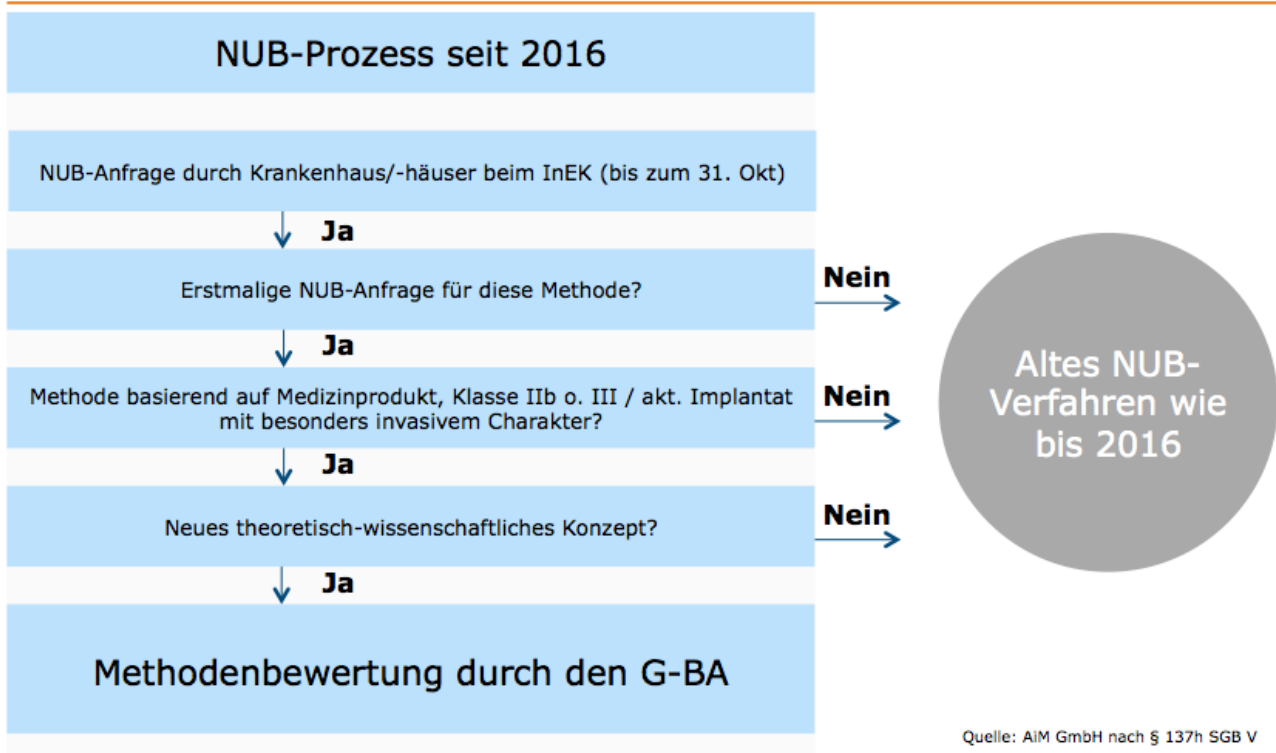 NUB-Prozess seit 2016
NUB-Anfrage durch Krankenhaus/-häuser beim InEK (bis zum 31. Okt)
Ja
Erstmalige NUB-Anfrage für diese Methode?
Nein
Ja
Methode basierend auf Medizinprodukt, Klasse IIb o. III / akt. Implantat
mit besonders invasivem Charakter?
Nein
Ja
Neues theoretisch-wissenschaftliches Konzept?
Nein
Ja
Methodenbewertung durch den G-BA
Altes NUB-
Verfahren wie
bis 2016
Quelle: AiM GmbH nach § 137h SGB V